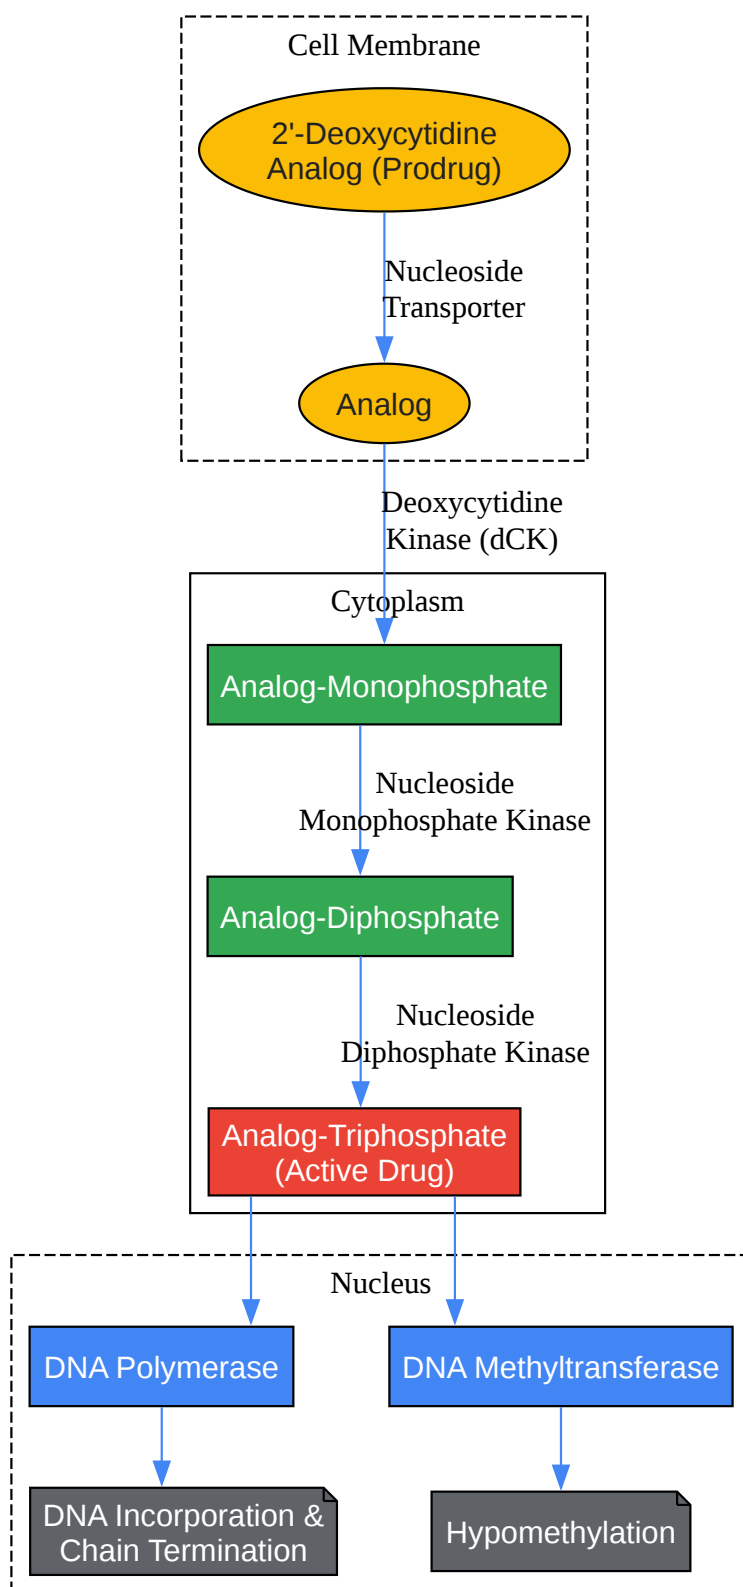 Cell Membrane
2'-Deoxycytidine
Analog (Prodrug)
Nucleoside
Transporter
Analog
Deoxycytidine
Kinase (dCK)
Cytoplasm
Analog-Monophosphate
Nucleoside
Monophosphate Kinase
Analog-Diphosphate
Nucleoside
Diphosphate Kinase
Analog-Triphosphate
(Active Drug)
Nucleus
DNA Polymerase
DNA Methyltransferase
DNA Incorporation &
Chain Termination
Hypomethylation